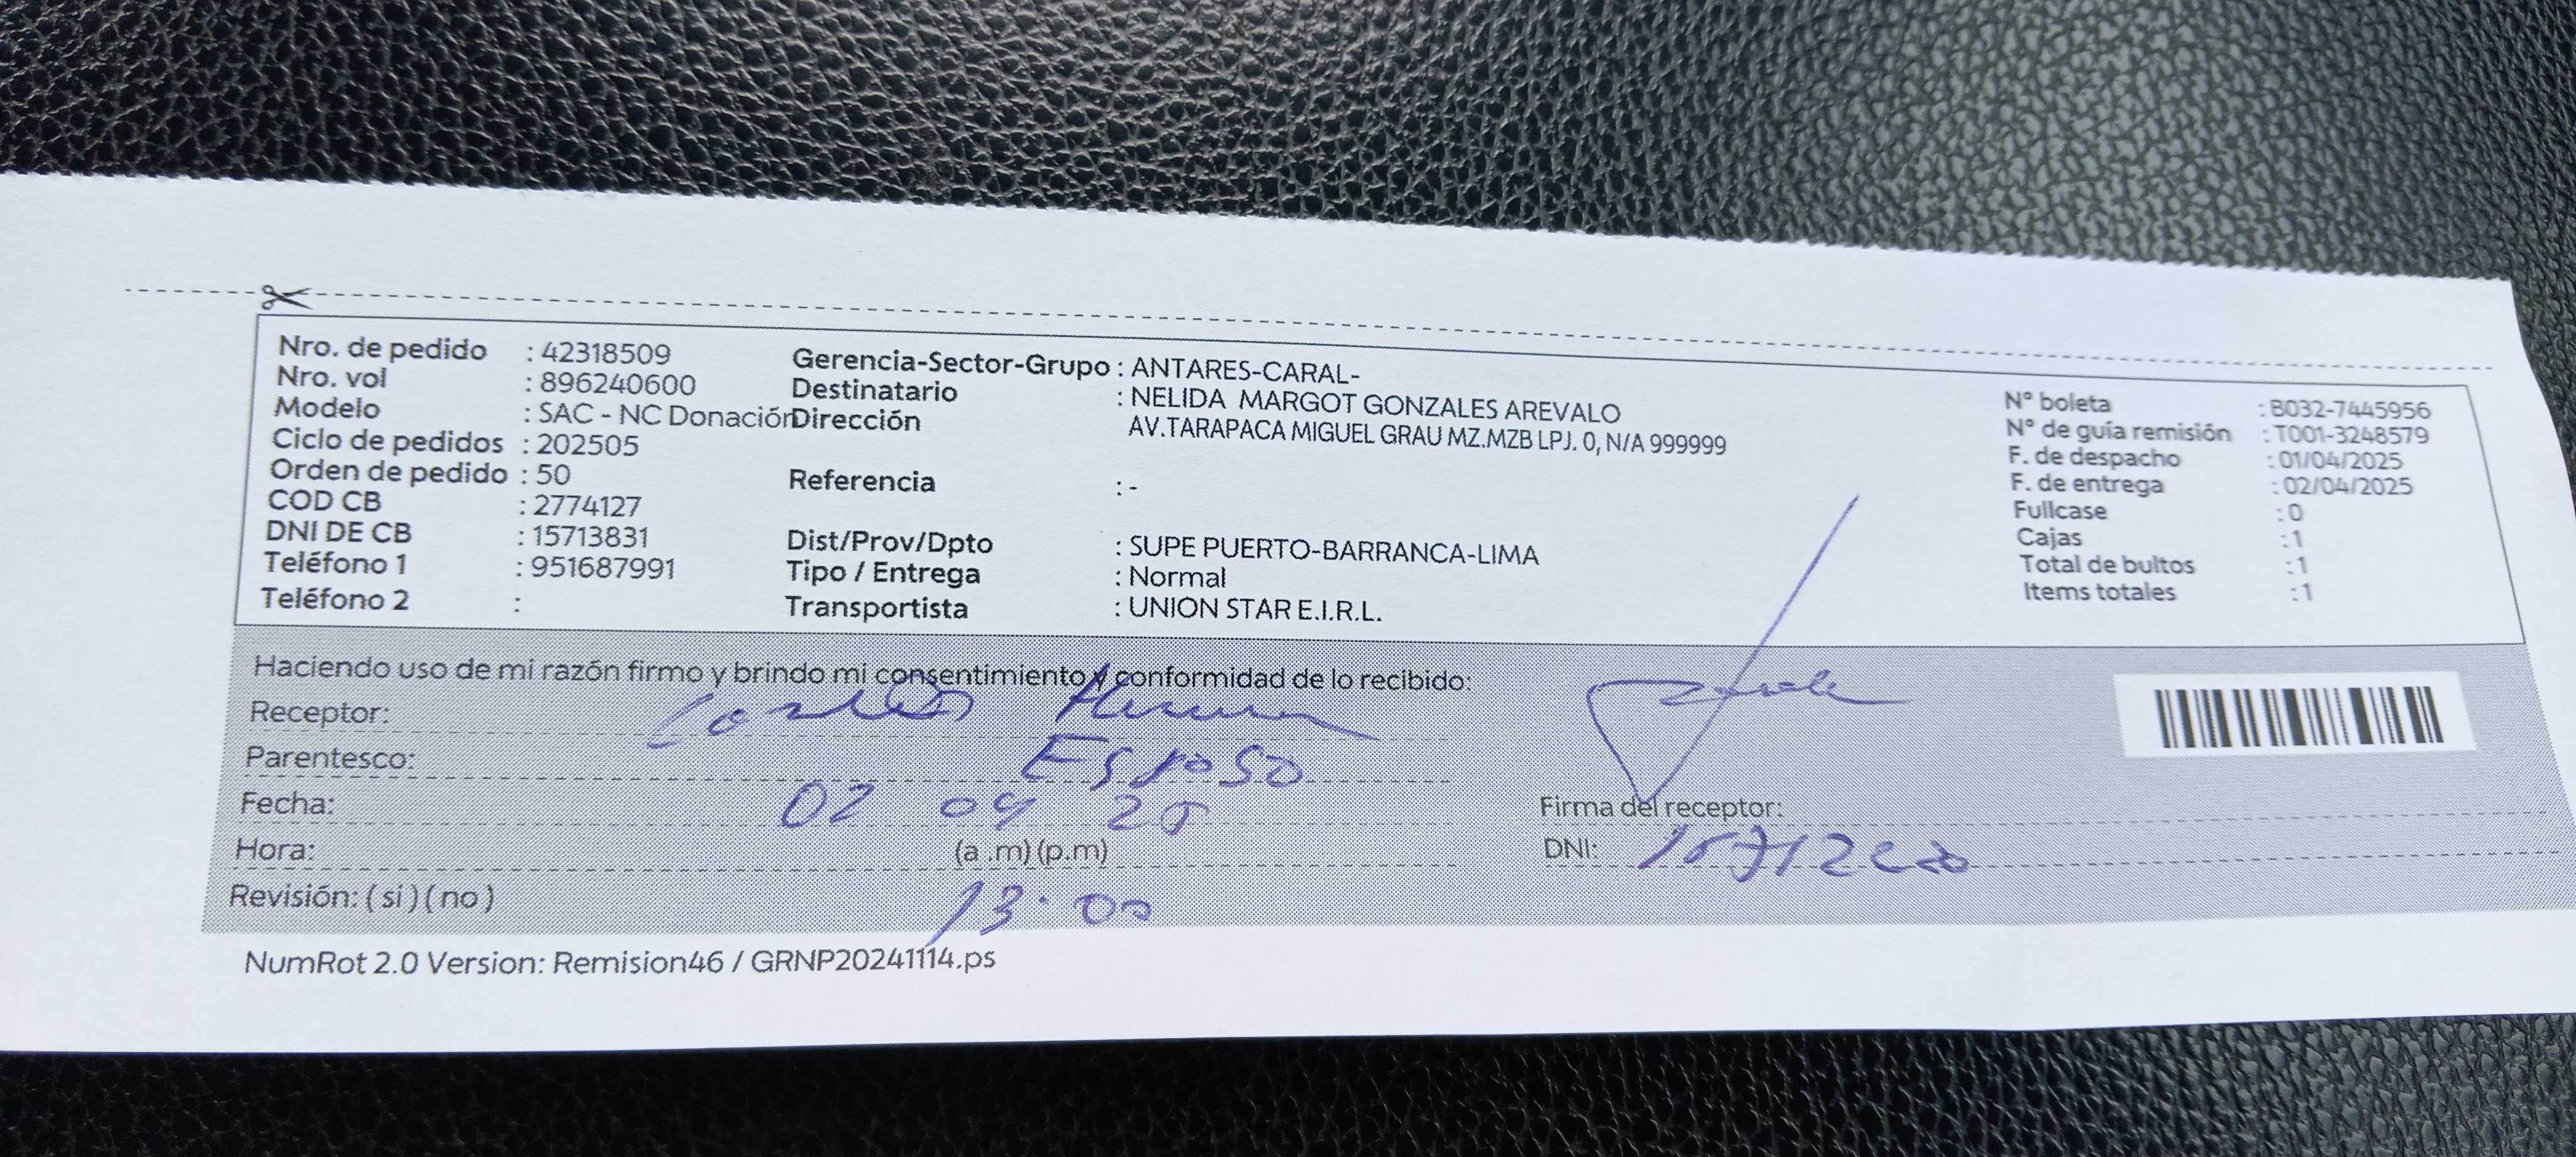 Nro. de pedido : 42318509
Nro. vol : 896240600
Modelo : SAC - NC Donación
Ciclo de pedidos : 202505
Orden de pedido : 50
COD CB : 2774127
DNI DE CB : 15713831
Teléfono 1 : 951687991
Teléfono 2 :
Gerencia-Sector-Grupo : ANTARES-CARAL-
Destinatario : NELIDA MARGOT GONZALES AREVALO
Dirección AV.TARAPACA MIGUEL GRAU MZ.MZB LPJ. 0, N/A 999999
Referencia : -
Dist/Prov/Dpto : SUPE PUERTO-BARRANCA-LIMA
Tipo / Entrega : Normal
Transportista : UNION STAR E.I.R.L.
N° boleta : B032-7445956
N° de guía remisión : T001-3248579
F. de despacho : 01/04/2025
F. de entrega : 02/04/2025
Fullcase : 0
Cajas : 1
Total de bultos : 1
Items totales : 1
Haciendo uso de mi razón firmo y brindo mi consentimiento y conformidad de lo recibido:
Receptor:
Parentesco: Esposo
Fecha: 02 04 25
Hora: (a .m) (p.m)
13:00
Revisión: ( si ) ( no )
Firma del receptor:
DNI:
NumRot 2.0 Version: Remision46 / GRNP20241114.ps